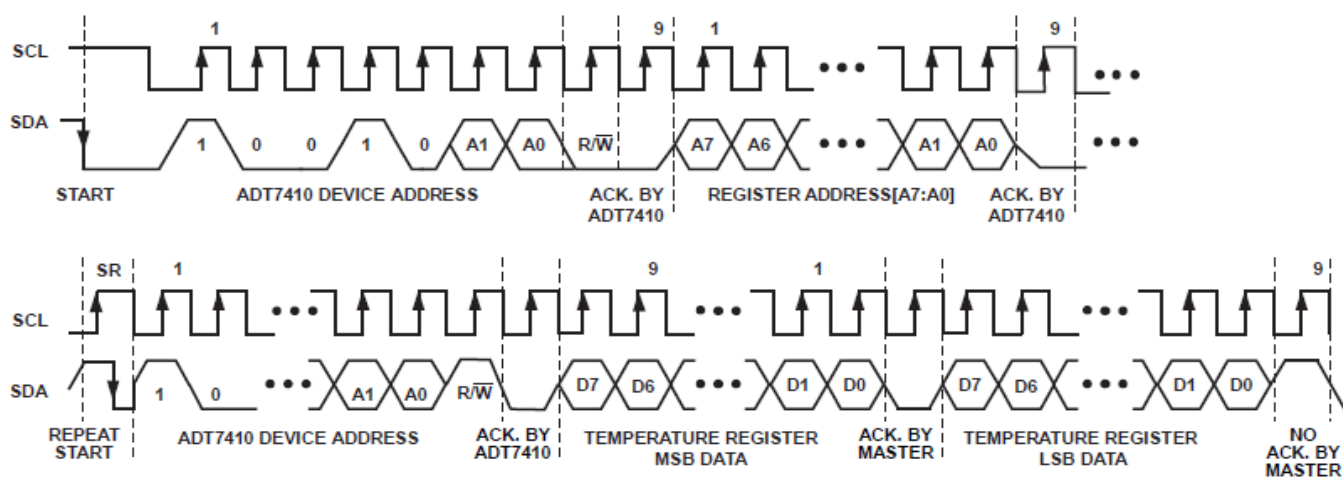 1 9 1 9
SCL
SDA
1 0 0 1 0 A1 A0 R/W̅ A7 A6 A1 A0
START ADT7410 DEVICE ADDRESS ACK. BY ADT7410 REGISTER ADDRESS[A7:A0] ACK. BY ADT7410
SR 1 9 1 9
SCL
SDA
1 0 A1 A0 R/W̅ D7 D6 D1 D0 D7 D6 D1 D0
REPEAT START ADT7410 DEVICE ADDRESS ACK. BY ADT7410 TEMPERATURE REGISTER MSB DATA ACK. BY MASTER TEMPERATURE REGISTER LSB DATA NO ACK. BY MASTER